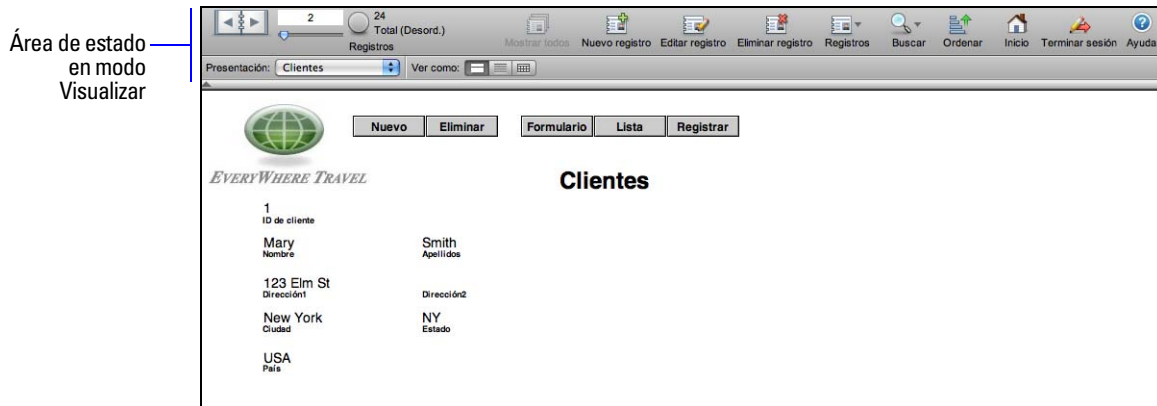 Área de estado
en modo
Visualizar
2
24
Total (Desord.)
Registros
Mostrar todos Nuevo registro Editar registro Eliminar registro Registros Buscar Ordenar Inicio Terminar sesión Ayuda
Presentación: Clientes Ver como:
Nuevo Eliminar Formulario Lista Registrar
EVERYWHERE TRAVEL
Clientes
1
ID de cliente
Mary Smith
Nombre Apellidos
123 Elm St
Dirección1 Dirección2
New York NY
Ciudad Estado
USA
País